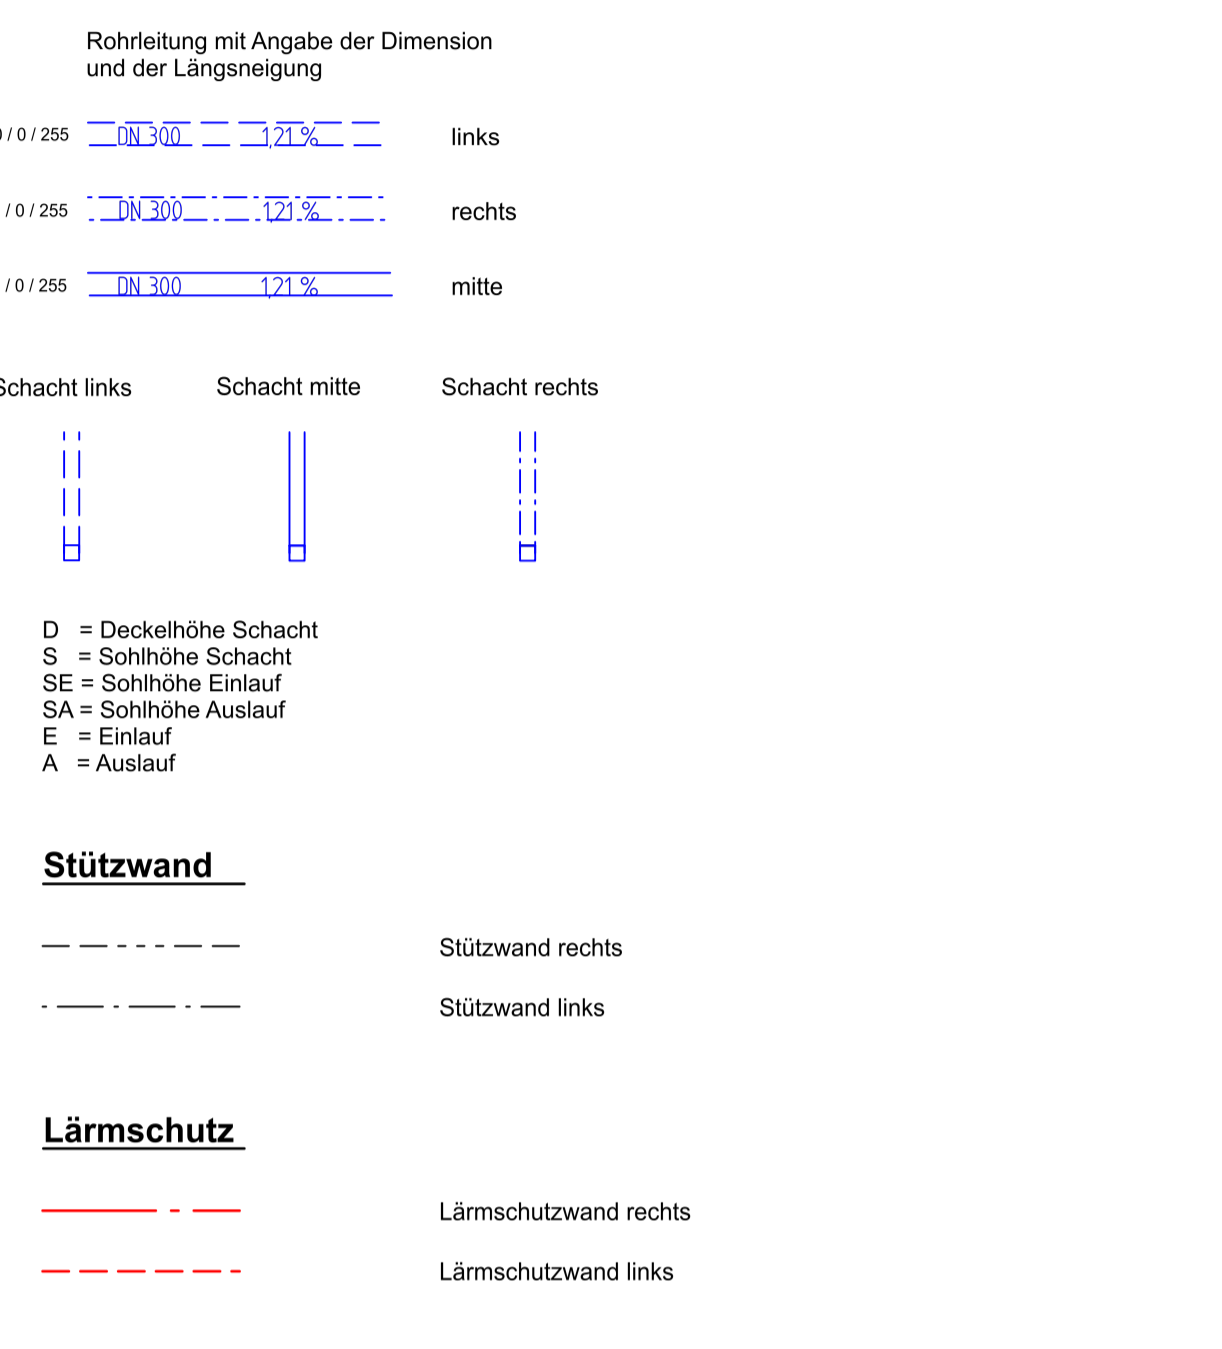 Rohrleitung mit Angabe der Dimension
und der Längsneigung
/ 0 / 255 DN 300 1,21 % links
/ 0 / 255 DN 300 1,21 % rechts
/ 0 / 255 DN 300 1,21 % mitte
Schacht links Schacht mitte Schacht rechts
D = Deckelhöhe Schacht
S = Sohlhöhe Schacht
SE = Sohlhöhe Einlauf
SA = Sohlhöhe Auslauf
E = Einlauf
A = Auslauf
Stützwand
Stützwand rechts
Stützwand links
Lärmschutz
Lärmschutzwand rechts
Lärmschutzwand links